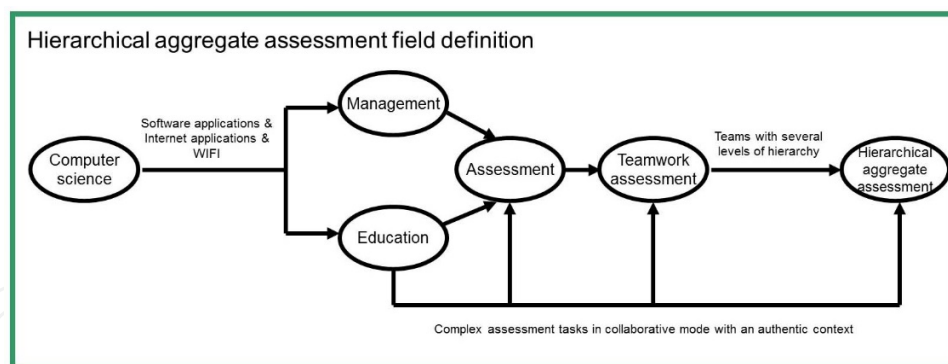 Hierarchical aggregate assessment field definition
Management
Software applications &
Internet applications &
WIFI
Computer
science
Assessment
Teamwork
assessment
Teams with several
levels of hierarchy
Hierarchical
aggregate
assessment
Education
Complex assessment tasks in collaborative mode with an authentic context